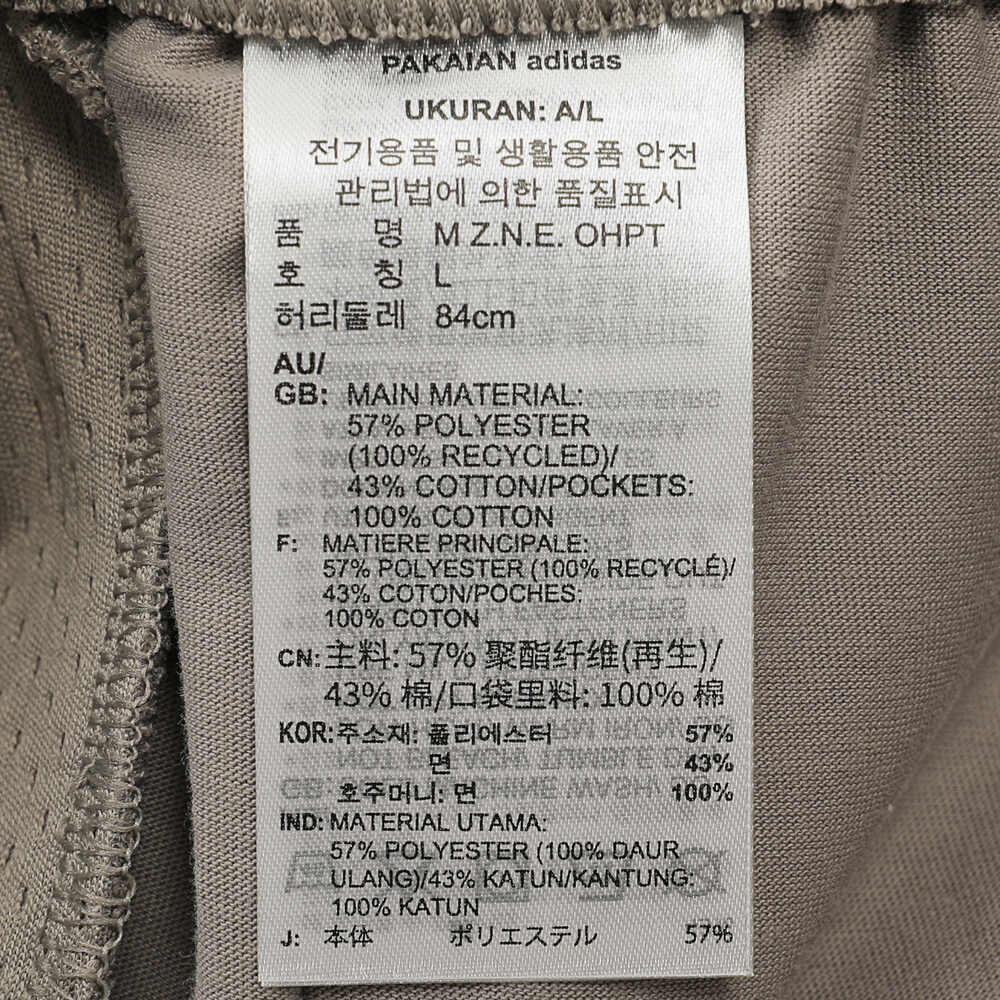 PAKAIAN adidas
UKURAN: A/L
전기용품 및 생활용품 안전
관리법에 의한 품질표시
품 명 M Z.N.E. OHPT
호 칭 L
허리둘레 84cm
AU/
GB: MAIN MATERIAL:
57% POLYESTER
(100% RECYCLED)/
43% COTTON/POCKETS:
100% COTTON
F: MATIERE PRINCIPALE:
57% POLYESTER (100% RECYCLÉ)/
43% COTON/POCHES:
100% COTON
CN: 主料: 57% 聚酯纤维(再生)/
43% 棉/口袋里料: 100% 棉
KOR: 주소재: 폴리에스터 57%
면 43%
호주머니: 면 100%
IND: MATERIAL UTAMA:
57% POLYESTER (100% DAUR
ULANG)/43% KATUN/KANTUNG:
100% KATUN
J: 本体 ポリエステル 57%